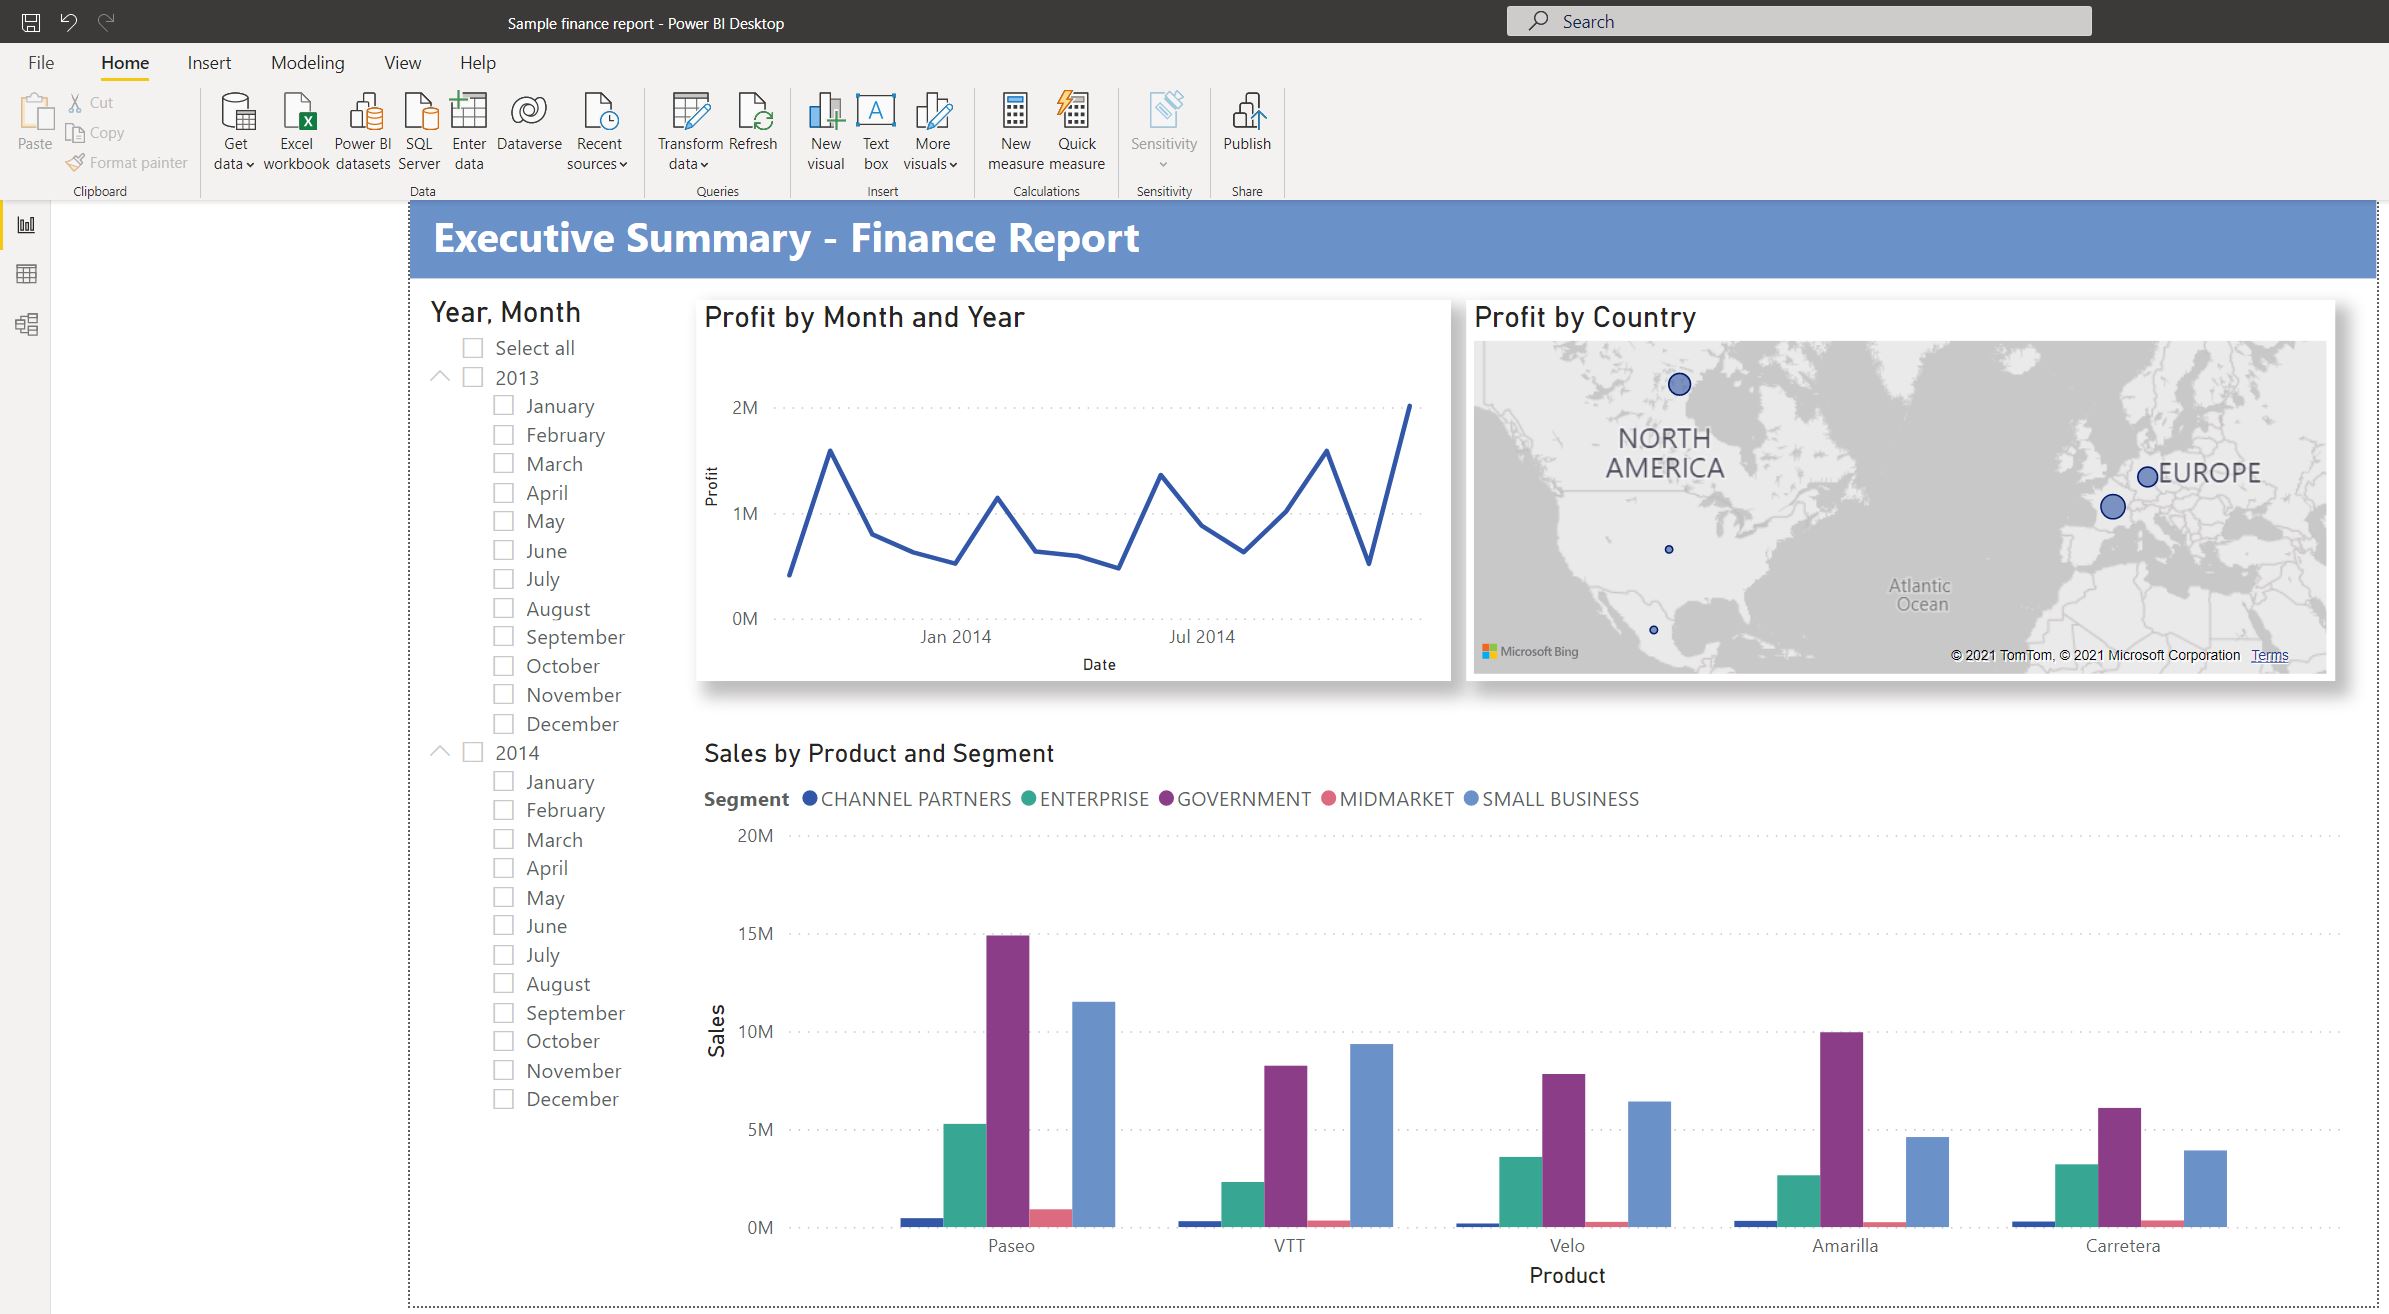 Sample finance report - Power BI Desktop
Search
File Home Insert Modeling View Help
Paste
Cut
Copy
Format painter
Clipboard
Get data
Excel workbook
Power BI datasets
SQL Server
Enter data
Dataverse
Recent sources
Data
Transform data
Refresh
Queries
New visual
Text box
More visuals
Insert
New measure
Quick measure
Calculations
Sensitivity
Sensitivity
Publish
Share
Executive Summary - Finance Report
Year, Month
Select all
2013
January
February
March
April
May
June
July
August
September
October
November
December
2014
January
February
March
April
May
June
July
August
September
October
November
December
Profit by Month and Year
Profit
2M
1M
0M
Jan 2014 Jul 2014
Date
Profit by Country
NORTH
AMERICA
EUROPE
Atlantic
Ocean
Microsoft Bing
© 2021 TomTom, © 2021 Microsoft Corporation Terms
Sales by Product and Segment
Segment CHANNEL PARTNERS ENTERPRISE GOVERNMENT MIDMARKET SMALL BUSINESS
Sales
20M
15M
10M
5M
0M
Paseo VTT Velo Amarilla Carretera
Product